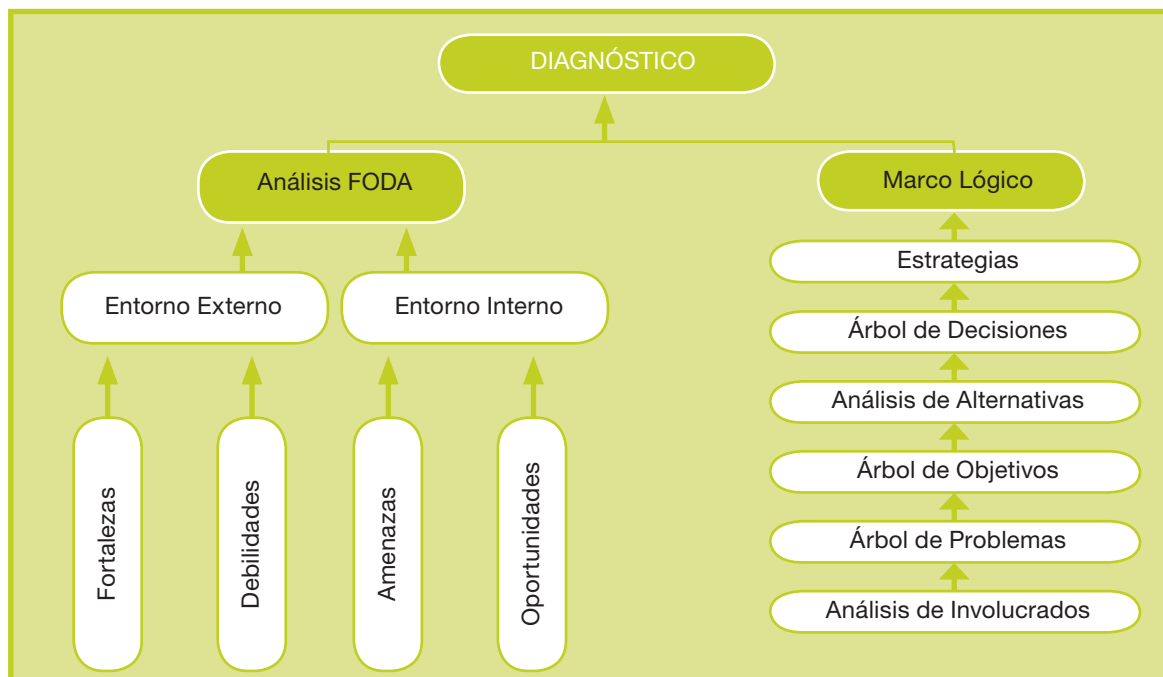 DIAGNÓSTICO
Análisis FODA
Marco Lógico
Entorno Externo
Entorno Interno
Fortalezas
Debilidades
Amenazas
Oportunidades
Estrategias
Árbol de Decisiones
Análisis de Alternativas
Árbol de Objetivos
Árbol de Problemas
Análisis de Involucrados